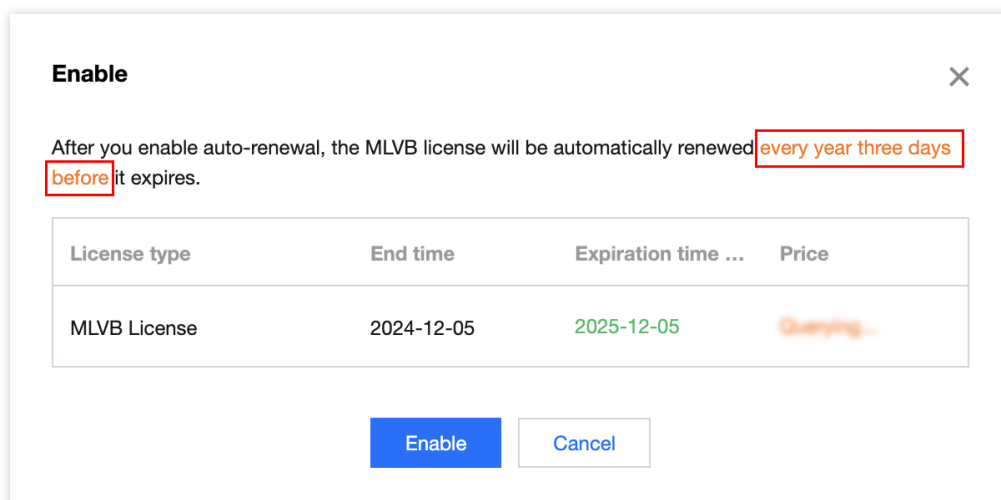 Enable
After you enable auto-renewal, the MLVB license will be automatically renewed every year three days
before it expires.
License type End time Expiration time ... Price
MLVB License 2024-12-05 2025-12-05 Querying...
Enable Cancel